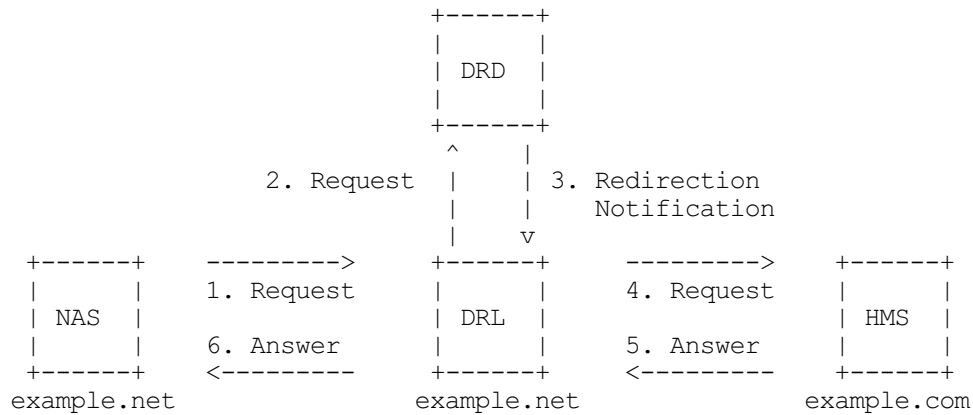 +------+
                              |      |
                              | DRD  |
                              |      |
                              +------+
                               ^    |
                   2. Request  |    | 3. Redirection
                               |    |    Notification
                               |    v
+------+    --------->     +------+     --------->    +------+
|      |    1. Request     |      |     4. Request    |      |
| NAS  |                   | DRL  |                   | HMS  |
|      |    6. Answer      |      |     5. Answer     |      |
+------+    <---------     +------+     <---------    +------+
example.net               example.net               example.com